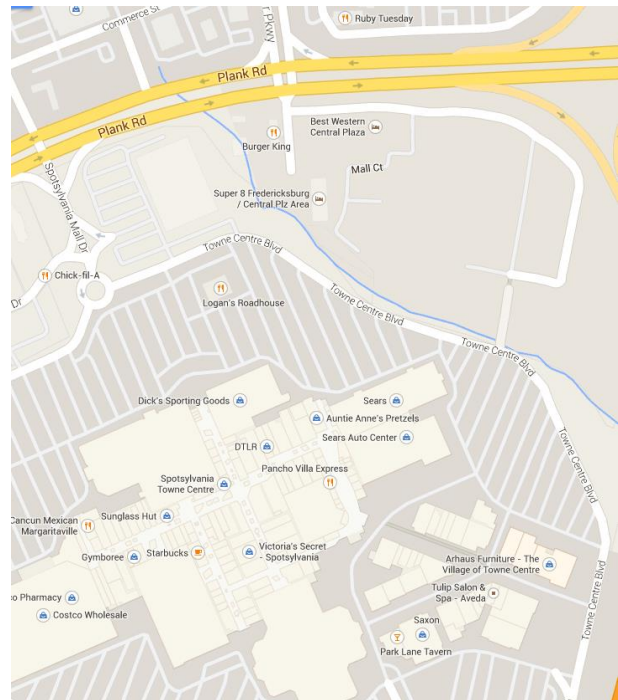 Commerce St
r Pkwy
Ruby Tuesday
Plank Rd
Plank Rd
Best Western
Central Plaza
Burger King
Mall Ct
Spotsylvania Mall Dr
Super 8 Fredericksburg
/ Central Plz Area
Towne Centre Blvd
Chick-fil-A
Dr
Logan's Roadhouse
Towne Centre Blvd
Towne Centre Blvd
Dick's Sporting Goods
Sears
Auntie Anne's Pretzels
Sears Auto Center
DTLR
Towne Centre Blvd
Pancho Villa Express
Spotsylvania
Towne Centre
Sunglass Hut
Cancun Mexican
Margaritaville
Gymboree
Starbucks
Victoria's Secret
- Spotsylvania
Arhaus Furniture - The
Village of Towne Centre
Tulip Salon &
Spa - Aveda
co Pharmacy
Costco Wholesale
Saxon
Park Lane Tavern
Towne Centre Blvd